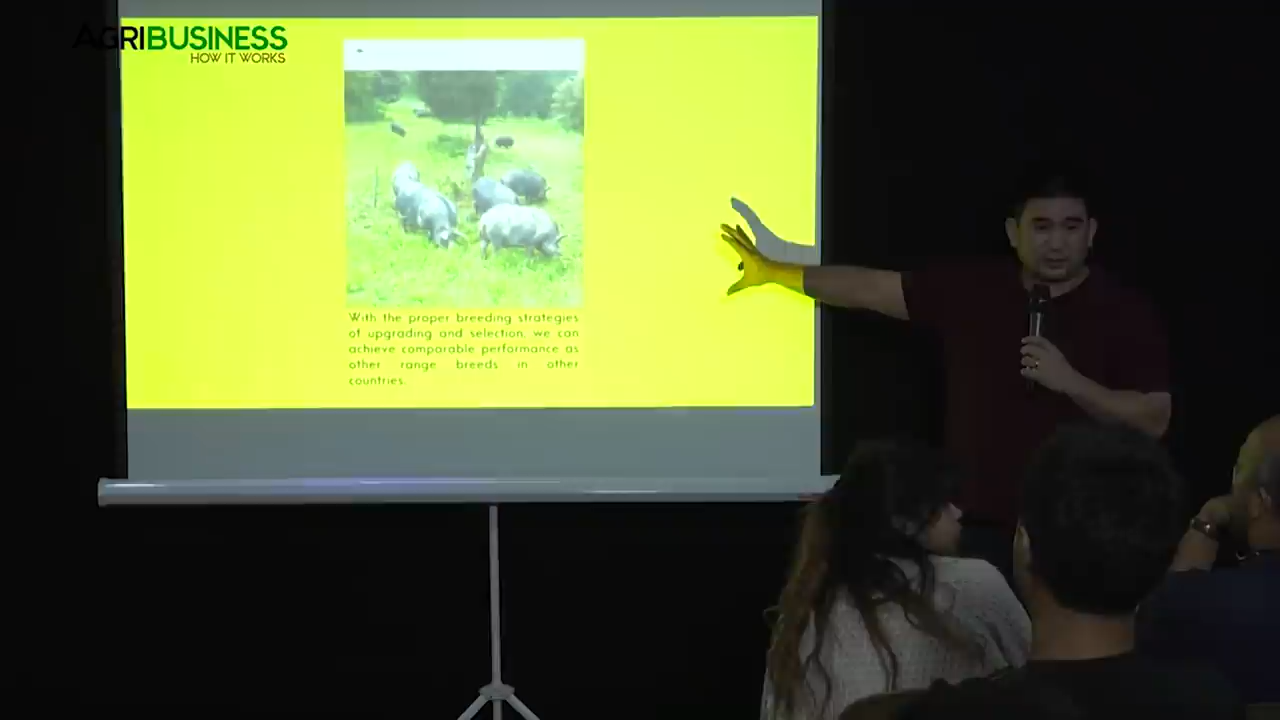 AGRIBUSINESS
HOW IT WORKS
With the proper breeding strategies
of upgrading and selection, we can
achieve comparable performance as
other range breeds in other
countries.